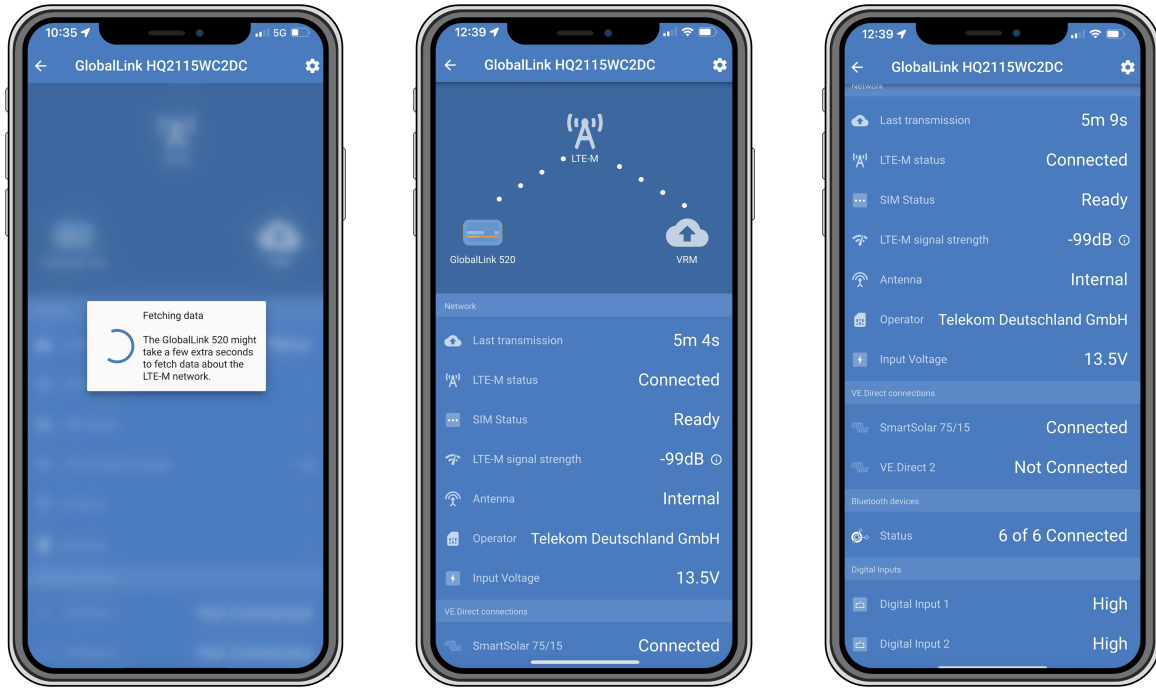 10:35
5G
GlobalLink HQ2115WC2DC
Fetching data
The GlobalLink 520 might
take a few extra seconds
to fetch data about the
LTE-M network.
12:39
GlobalLink HQ2115WC2DC
LTE-M
GlobalLink 520
VRM
Network
Last transmission 5m 4s
LTE-M status Connected
SIM Status Ready
LTE-M signal strength -99dB
Antenna Internal
Operator Telekom Deutschland GmbH
Input Voltage 13.5V
VE.Direct connections
SmartSolar 75/15 Connected
12:39
GlobalLink HQ2115WC2DC
Network
Last transmission 5m 9s
LTE-M status Connected
SIM Status Ready
LTE-M signal strength -99dB
Antenna Internal
Operator Telekom Deutschland GmbH
Input Voltage 13.5V
VE.Direct connections
SmartSolar 75/15 Connected
VE.Direct 2 Not Connected
Bluetooth devices
Status 6 of 6 Connected
Digital Inputs
Digital Input 1 High
Digital Input 2 High